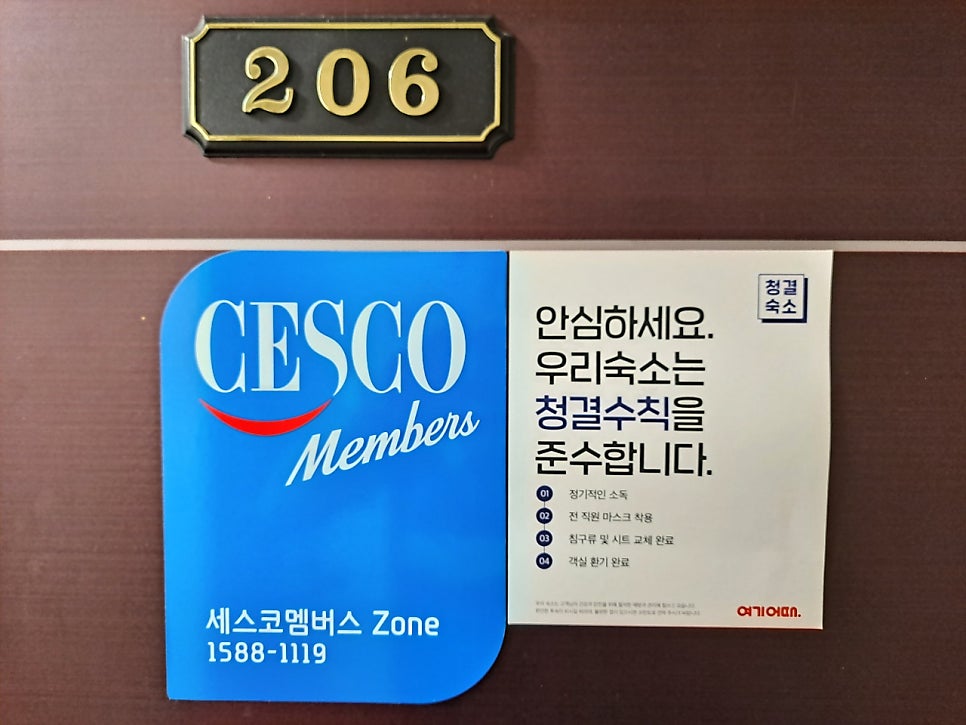 206
CESCO
Members
세스코멤버스 Zone
1588-1119
청결
숙소
안심하세요.
우리숙소는
청결수칙을
준수합니다.
01 정기적인 소독
02 전 직원 마스크 착용
03 침구류 및 시트 교체 완료
04 객실 환기 완료
여기어때.